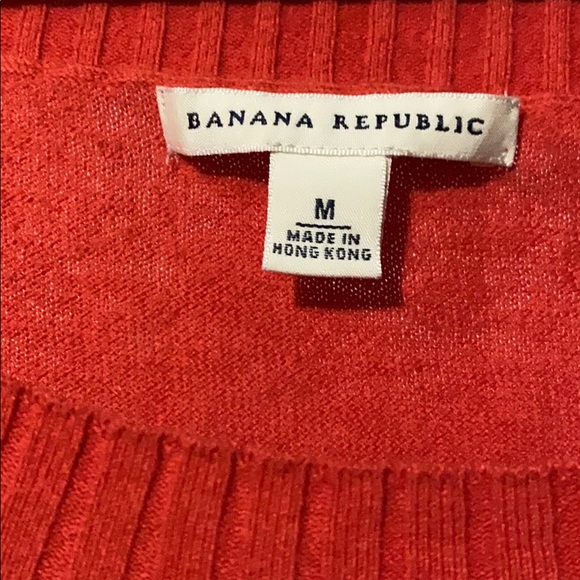 BANANA REPUBLIC
M
MADE IN
HONG KONG